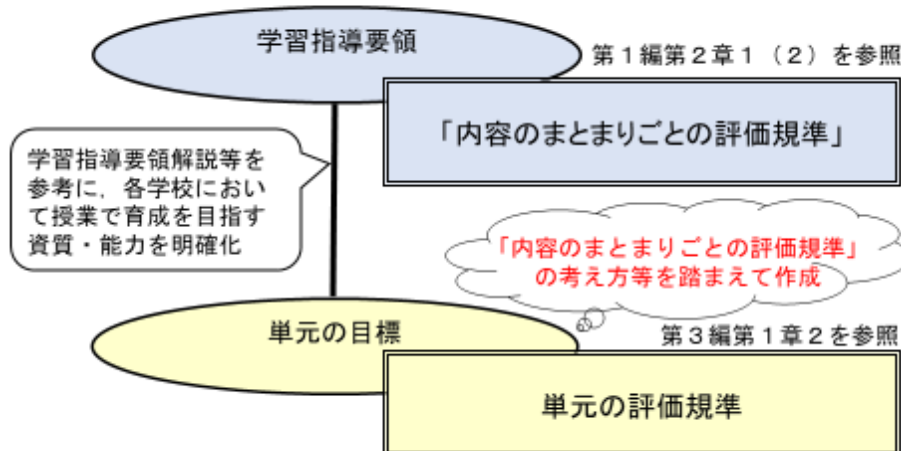 学習指導要領
第１編第２章１（２）を参照
「内容のまとまりごとの評価規準」
学習指導要領解説等を
参考に，各学校におい
て授業で育成を目指す
資質・能力を明確化
「内容のまとまりごとの評価規準」
の考え方等を踏まえて作成
単元の目標
第３編第１章２を参照
単元の評価規準